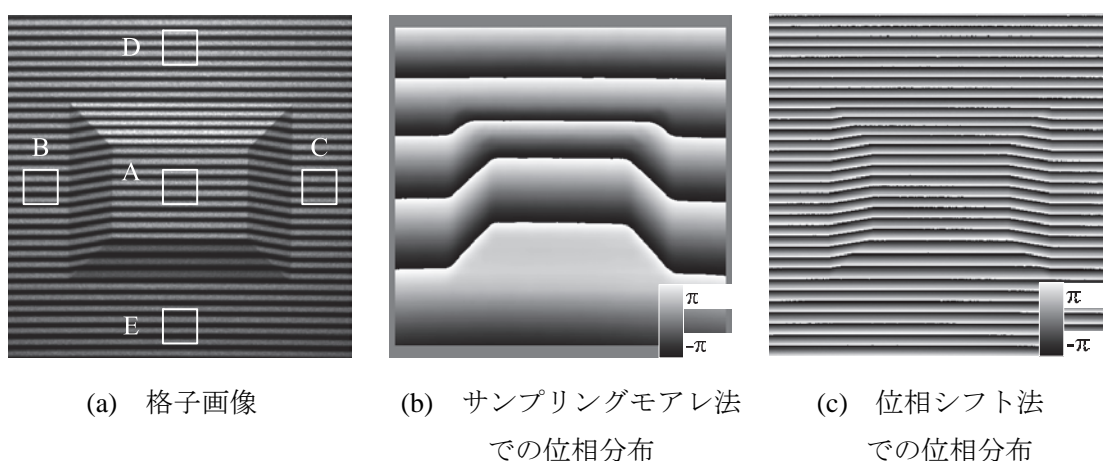 D
B
C
A
E
π
-π
π
-π
(a) 格子画像
(b) サンプリングモアレ法
での位相分布
(c) 位相シフト法
での位相分布